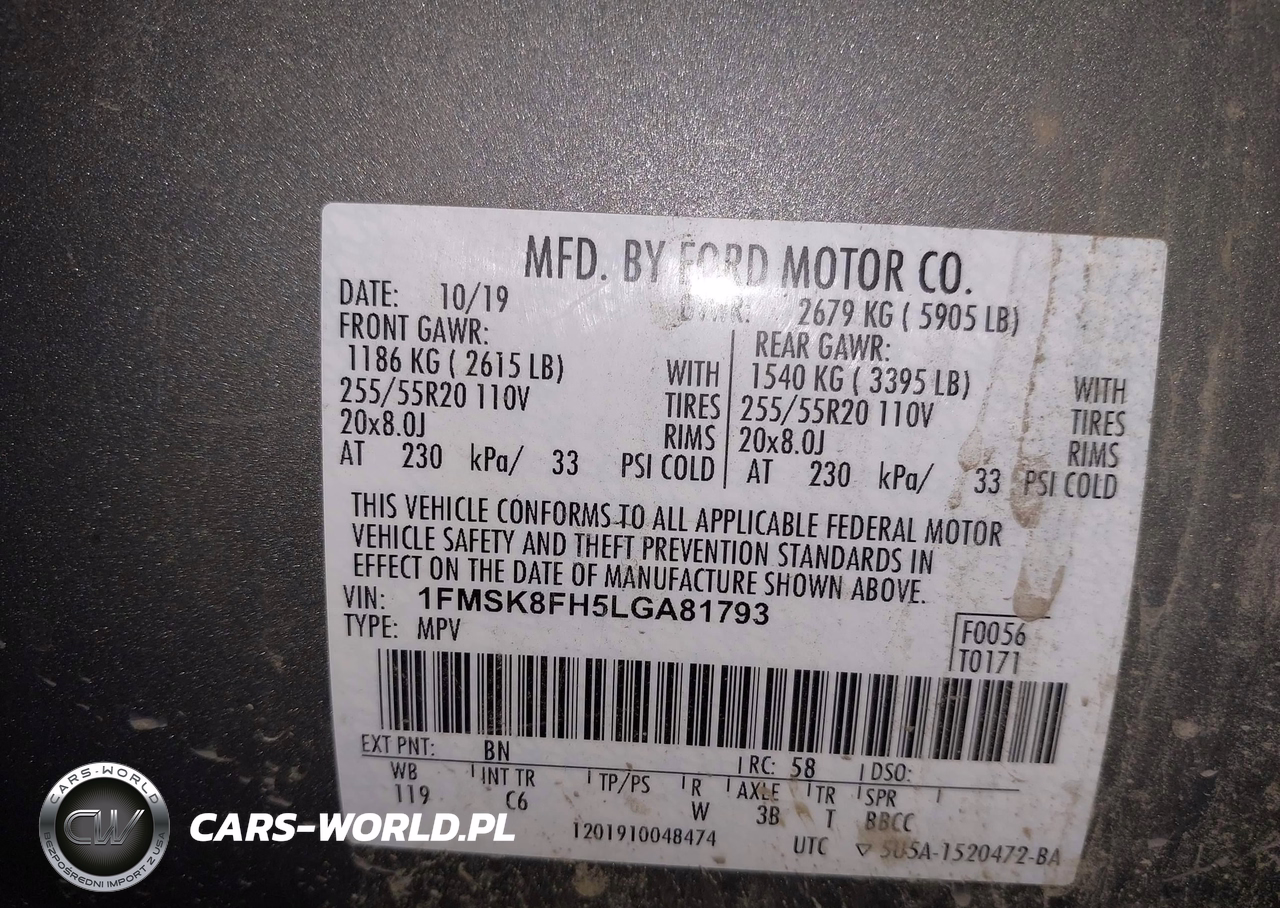 MFD. BY FORD MOTOR CO.
DATE: 10/19 GVWR: 2679 KG ( 5905 LB)
FRONT GAWR: REAR GAWR:
1186 KG ( 2615 LB) WITH 1540 KG ( 3395 LB) WITH
255/55R20 110V TIRES 255/55R20 110V TIRES
20x8.0J RIMS 20x8.0J RIMS
AT 230 kPa/ 33 PSI COLD AT 230 kPa/ 33 PSI COLD
THIS VEHICLE CONFORMS TO ALL APPLICABLE FEDERAL MOTOR
VEHICLE SAFETY AND THEFT PREVENTION STANDARDS IN
EFFECT ON THE DATE OF MANUFACTURE SHOWN ABOVE.
VIN: 1FMSK8FH5LGA81793
TYPE: MPV
F0056
T0171
EXT PNT: BN RC: 58 DSO:
WB INT TR TP/PS R AXLE TR SPR
119 C6 W 3B T BBCC
1201910048474 UTC ▽ 5U5A-1520472-BA
CARS-WORLD
CW
BEZPOŚREDNI IMPORT Z USA
CARS-WORLD.PL